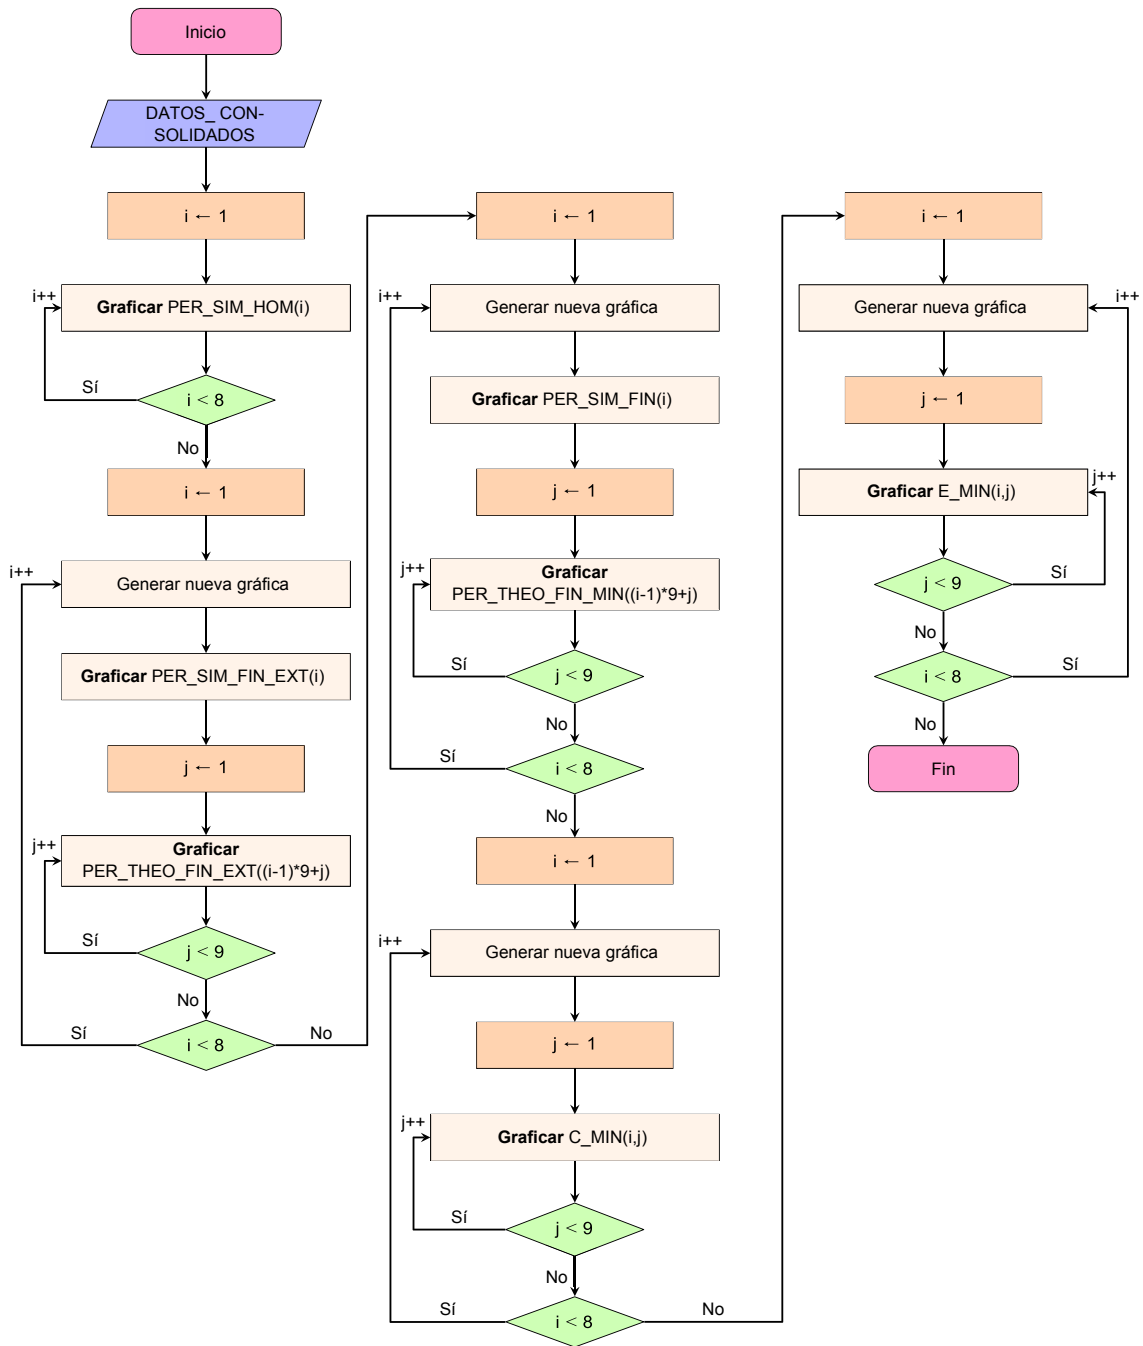 Inicio
DATOS_ CON-
SOLIDADOS
i ← 1
i++
Graficar PER_SIM_HOM(i)
Sí
i < 8
No
i ← 1
i++
Generar nueva gráfica
Graficar PER_SIM_FIN_EXT(i)
j ← 1
j++
Graficar
PER_THEO_FIN_EXT((i-1)*9+j)
Sí
j < 9
No
Sí
i < 8
No
i ← 1
i++
Generar nueva gráfica
Graficar PER_SIM_FIN(i)
j ← 1
j++
Graficar
PER_THEO_FIN_MIN((i-1)*9+j)
Sí
j < 9
No
Sí
i < 8
No
i ← 1
i++
Generar nueva gráfica
j ← 1
j++
Graficar C_MIN(i,j)
Sí
j < 9
No
Sí
i < 8
No
i ← 1
i++
Generar nueva gráfica
j ← 1
j++
Graficar E_MIN(i,j)
j < 9
Sí
No
i < 8
Sí
No
Fin